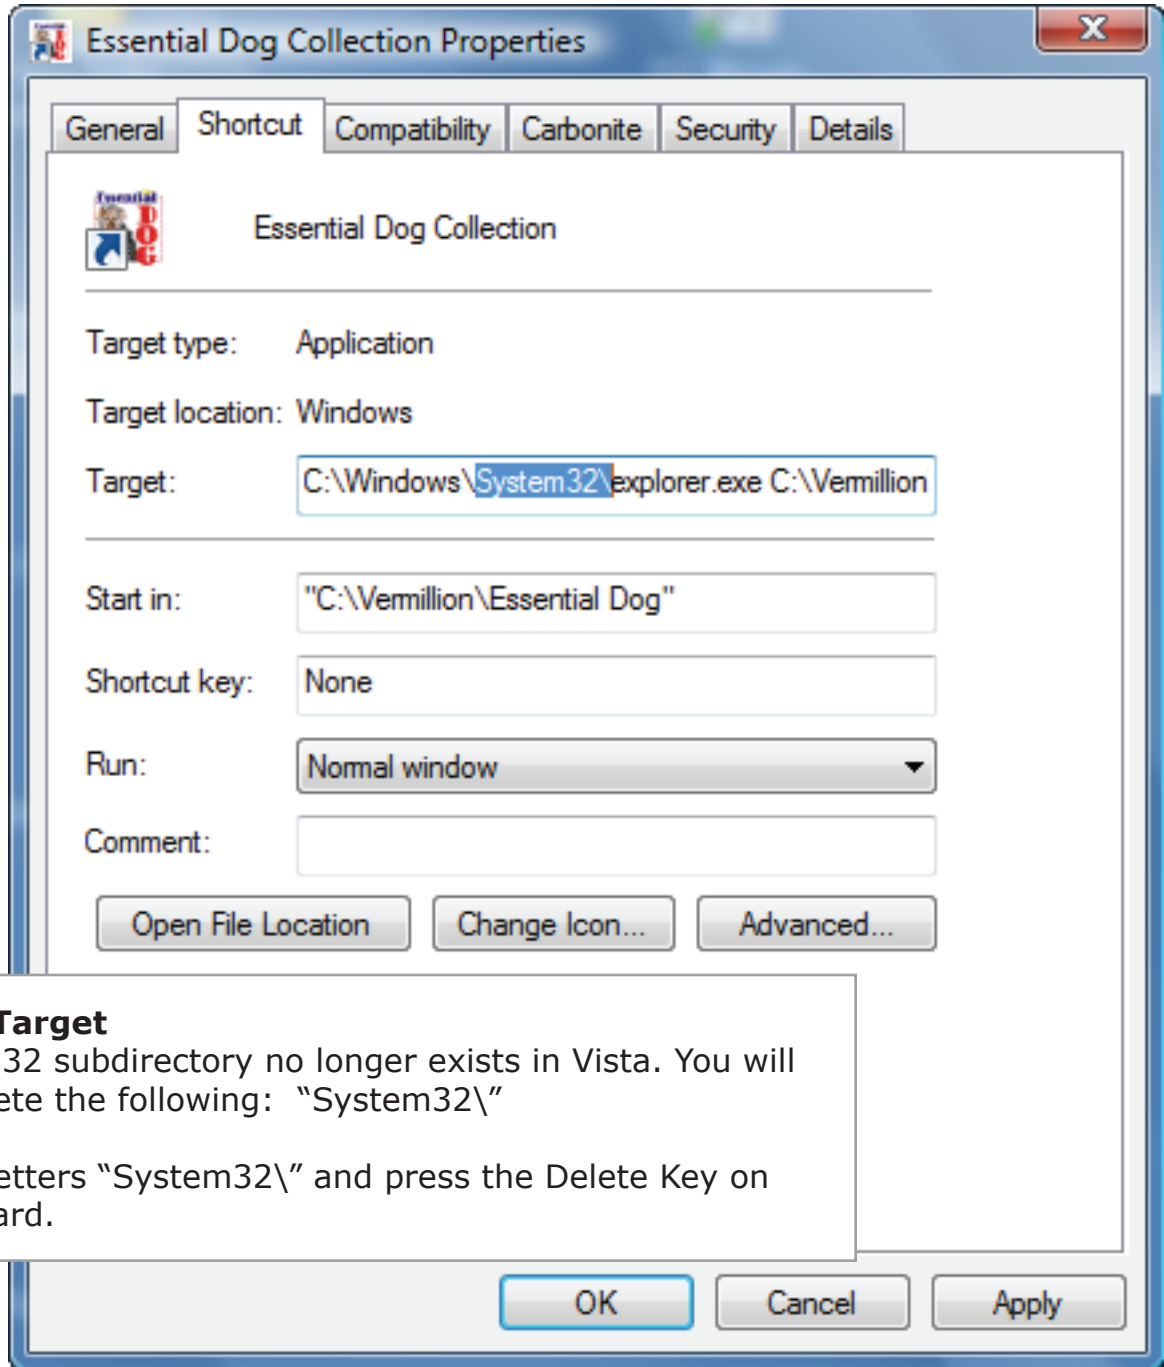 Essential Dog Collection Properties
X
General Shortcut Compatibility Carbonite Security Details
Essential
DOG
Essential Dog Collection
Target type: Application
Target location: Windows
Target: C:\Windows\System32\explorer.exe C:\Vermillion
Start in: "C:\Vermillion\Essential Dog"
Shortcut key: None
Run: Normal window
Comment:
Open File Location Change Icon... Advanced...
Target
32 subdirectory no longer exists in Vista. You will
ete the following: “System32\”
etters “System32\” and press the Delete Key on
ard.
OK Cancel Apply